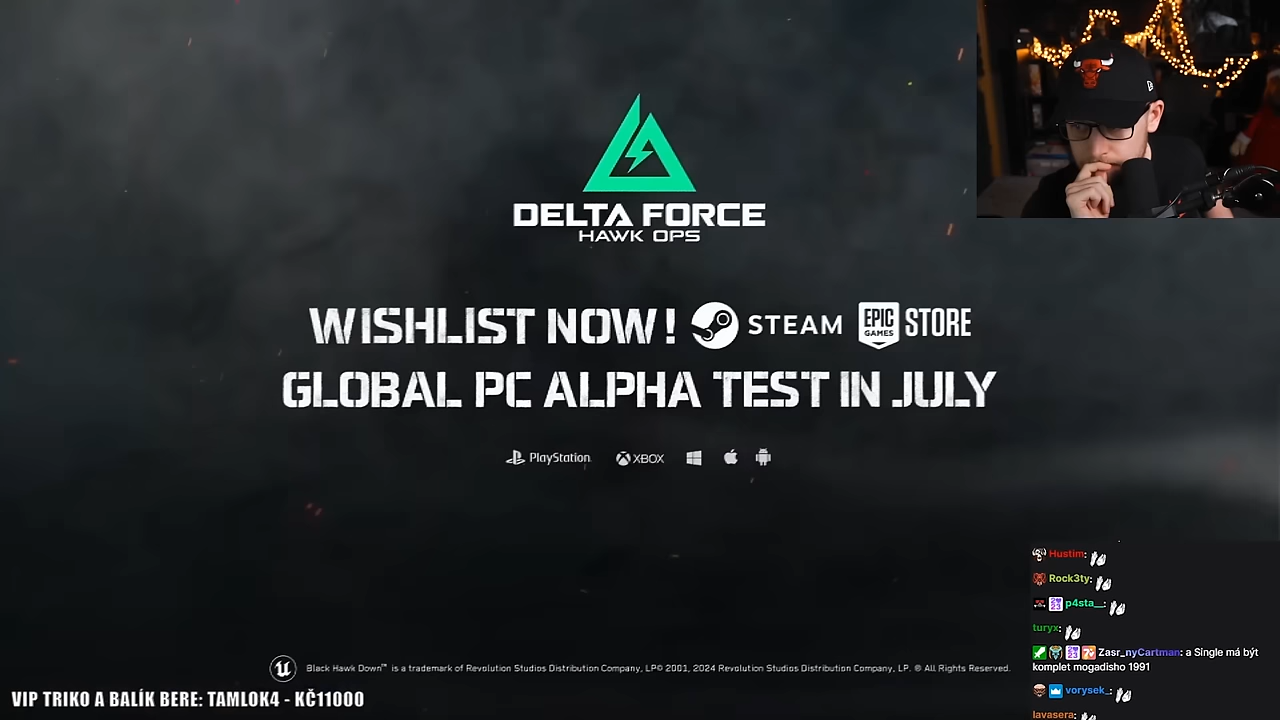 DELTA FORCE
HAWK OPS
WISHLIST NOW! STEAM EPIC GAMES STORE
GLOBAL PC ALPHA TEST IN JULY
PlayStation XBOX
Hustim:
Rock3ty:
p4sta__:
turyx:
Zasr_nyCartman: a Single má být
komplet mogadisho 1991
vorysek_:
lavasera:
Black Hawk Down™ is a trademark of Revolution Studios Distribution Company, LP© 2001, 2024 Revolution Studios Distribution Company, LP. ® All Rights Reserved.
VIP TRIKO A BALÍK BERE: TAMLOK4 - KČ11000